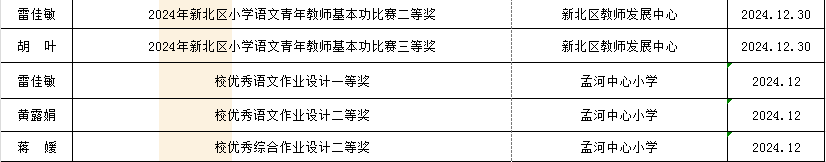 雷佳敏 2024年新北区小学语文青年教师基本功比赛二等奖 新北区教师发展中心 2024.12.30
胡　叶 2024年新北区小学语文青年教师基本功比赛三等奖 新北区教师发展中心 2024.12.30
雷佳敏 校优秀语文作业设计一等奖 孟河中心小学 2024.12
黄露娟 校优秀语文作业设计二等奖 孟河中心小学 2024.12
蒋　媛 校优秀综合作业设计二等奖 孟河中心小学 2024.12